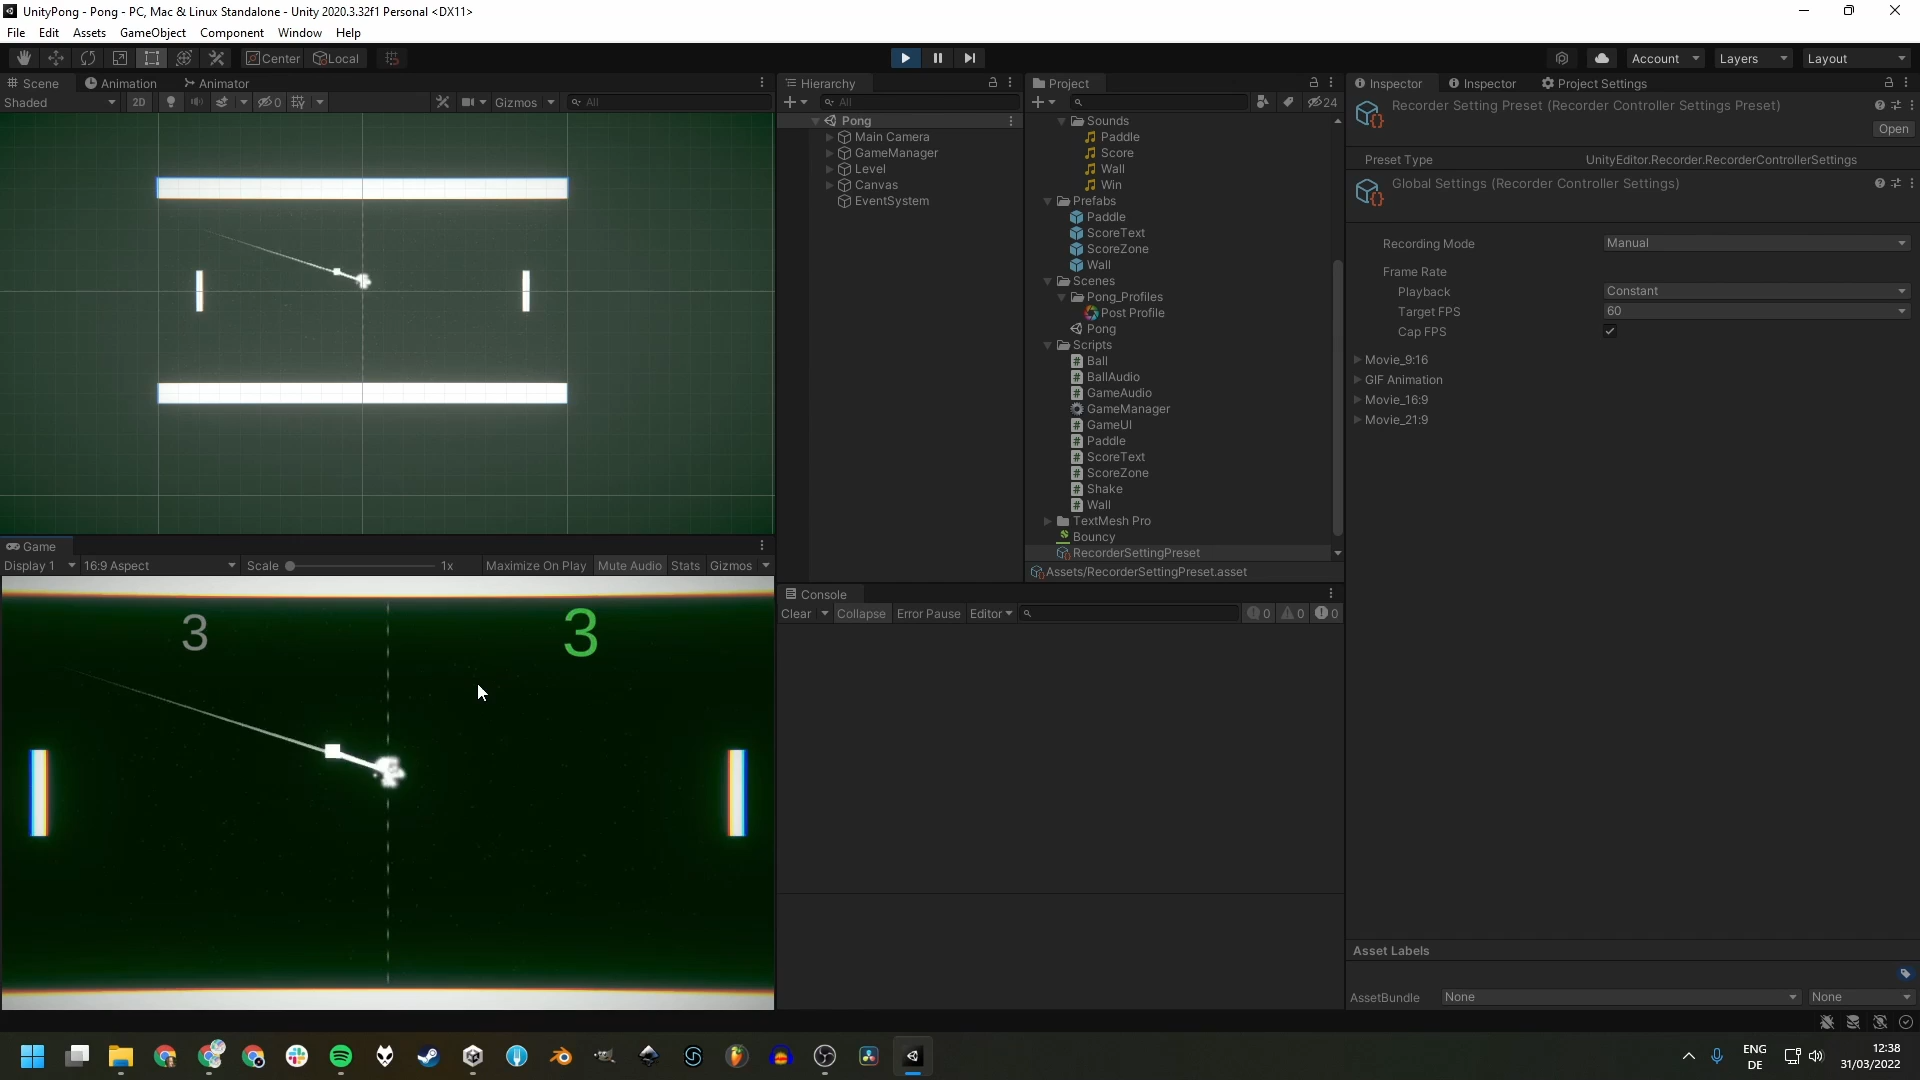 UnityPong - Pong - PC, Mac & Linux Standalone - Unity 2020.3.32f1 Personal <DX11>
File Edit Assets GameObject Component Window Help
Center Local
Account Layers Layout
Scene Animation Animator
Shaded 2D 0 Gizmos All
Game
Display 1 16:9 Aspect Scale 1x Maximize On Play Mute Audio Stats Gizmos
3 3
Hierarchy
All
Pong
Main Camera
GameManager
Level
Canvas
EventSystem
Project
24
Sounds
Paddle
Score
Wall
Win
Prefabs
Paddle
ScoreText
ScoreZone
Wall
Scenes
Pong_Profiles
Post Profile
Pong
Scripts
Ball
BallAudio
GameAudio
GameManager
GameUI
Paddle
ScoreText
ScoreZone
Shake
Wall
TextMesh Pro
Bouncy
RecorderSettingPreset
Assets/RecorderSettingPreset.asset
Console
Clear Collapse Error Pause Editor 0 0 0
Inspector Inspector Project Settings
Recorder Setting Preset (Recorder Controller Settings Preset)
Open
Preset Type UnityEditor.Recorder.RecorderControllerSettings
Global Settings (Recorder Controller Settings)
Recording Mode Manual
Frame Rate
Playback Constant
Target FPS 60
Cap FPS
Movie_9:16
GIF Animation
Movie_16:9
Movie_21:9
Asset Labels
AssetBundle None None
ENG
DE
12:38
31/03/2022